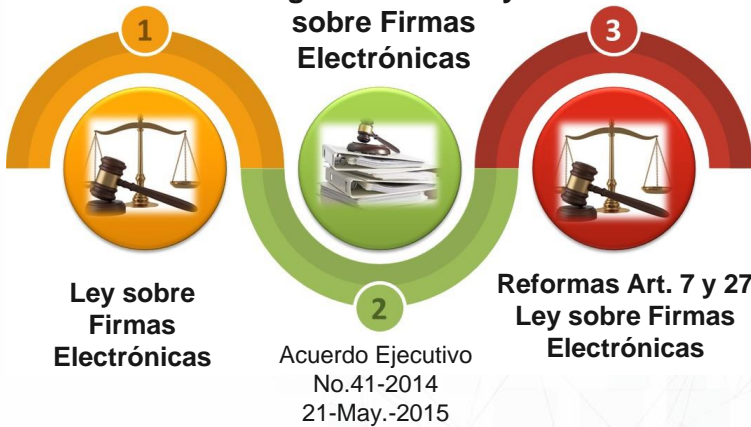 1
Ley sobre
Firmas
Electrónicas
sobre Firmas
Electrónicas
2
Acuerdo Ejecutivo
No.41-2014
21-May.-2015
3
Reformas Art. 7 y 27
Ley sobre Firmas
Electrónicas